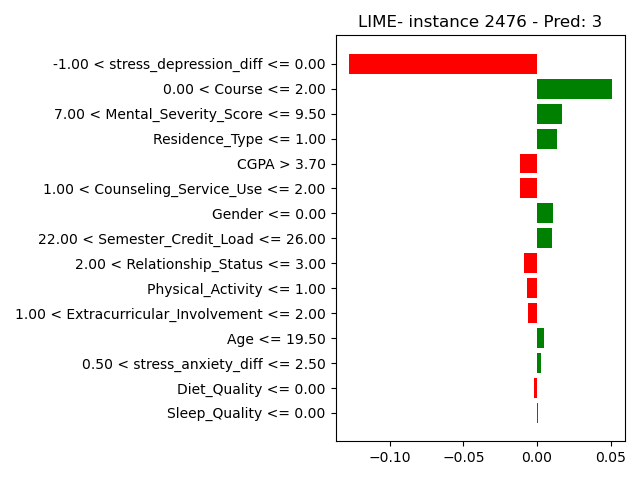 LIME- instance 2476 - Pred: 3
-1.00 < stress_depression_diff <= 0.00
0.00 < Course <= 2.00
7.00 < Mental_Severity_Score <= 9.50
Residence_Type <= 1.00
CGPA > 3.70
1.00 < Counseling_Service_Use <= 2.00
Gender <= 0.00
22.00 < Semester_Credit_Load <= 26.00
2.00 < Relationship_Status <= 3.00
Physical_Activity <= 1.00
1.00 < Extracurricular_Involvement <= 2.00
Age <= 19.50
0.50 < stress_anxiety_diff <= 2.50
Diet_Quality <= 0.00
Sleep_Quality <= 0.00
−0.10 −0.05 0.00 0.05